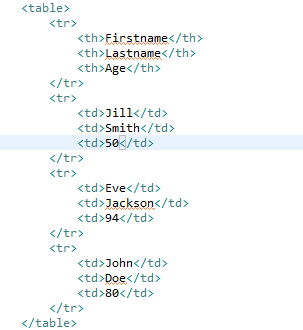 <table>
<tr>
<th>Firstname</th>
<th>Lastname</th>
<th>Age</th>
</tr>
<tr>
<td>Jill</td>
<td>Smith</td>
<td>50</td>
</tr>
<tr>
<td>Eve</td>
<td>Jackson</td>
<td>94</td>
</tr>
<tr>
<td>John</td>
<td>Doe</td>
<td>80</td>
</tr>
</table>